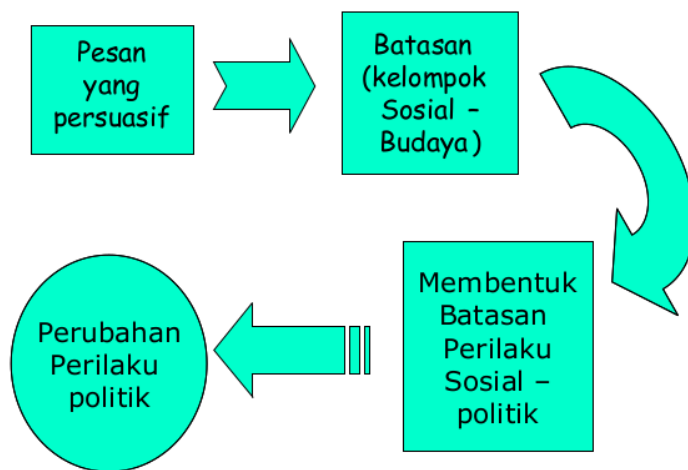 Pesan
yang
persuasif
Batasan
(kelompok
Sosial –
Budaya)
Membentuk
Batasan
Perilaku
Sosial –
politik
Perubahan
Perilaku
politik